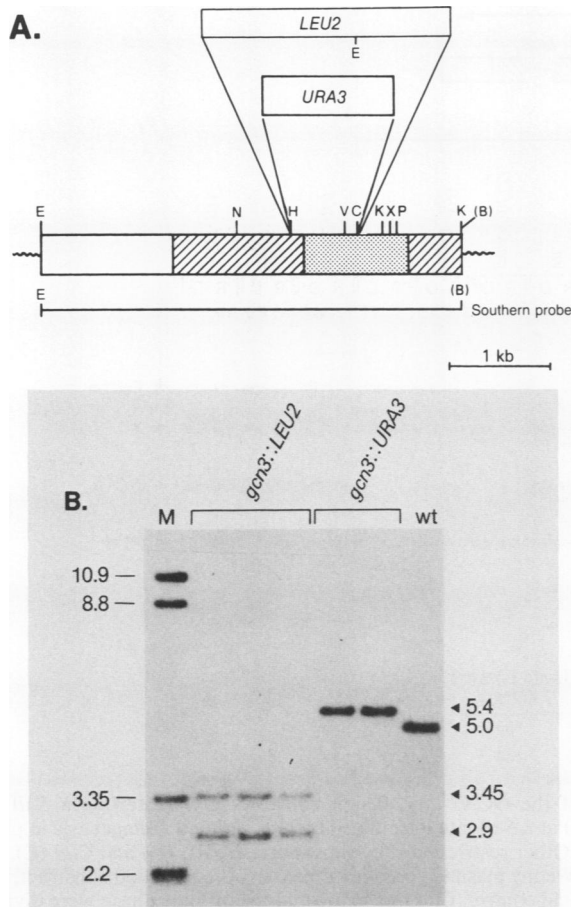 A.
LEU2
E
URA3
E N H V C K X P K (B)
E (B) Southern probe
1 kb
gcn3::LEU2 gcn3::URA3
B.
M wt
10.9
8.8
5.4
5.0
3.35 3.45
2.9
2.2